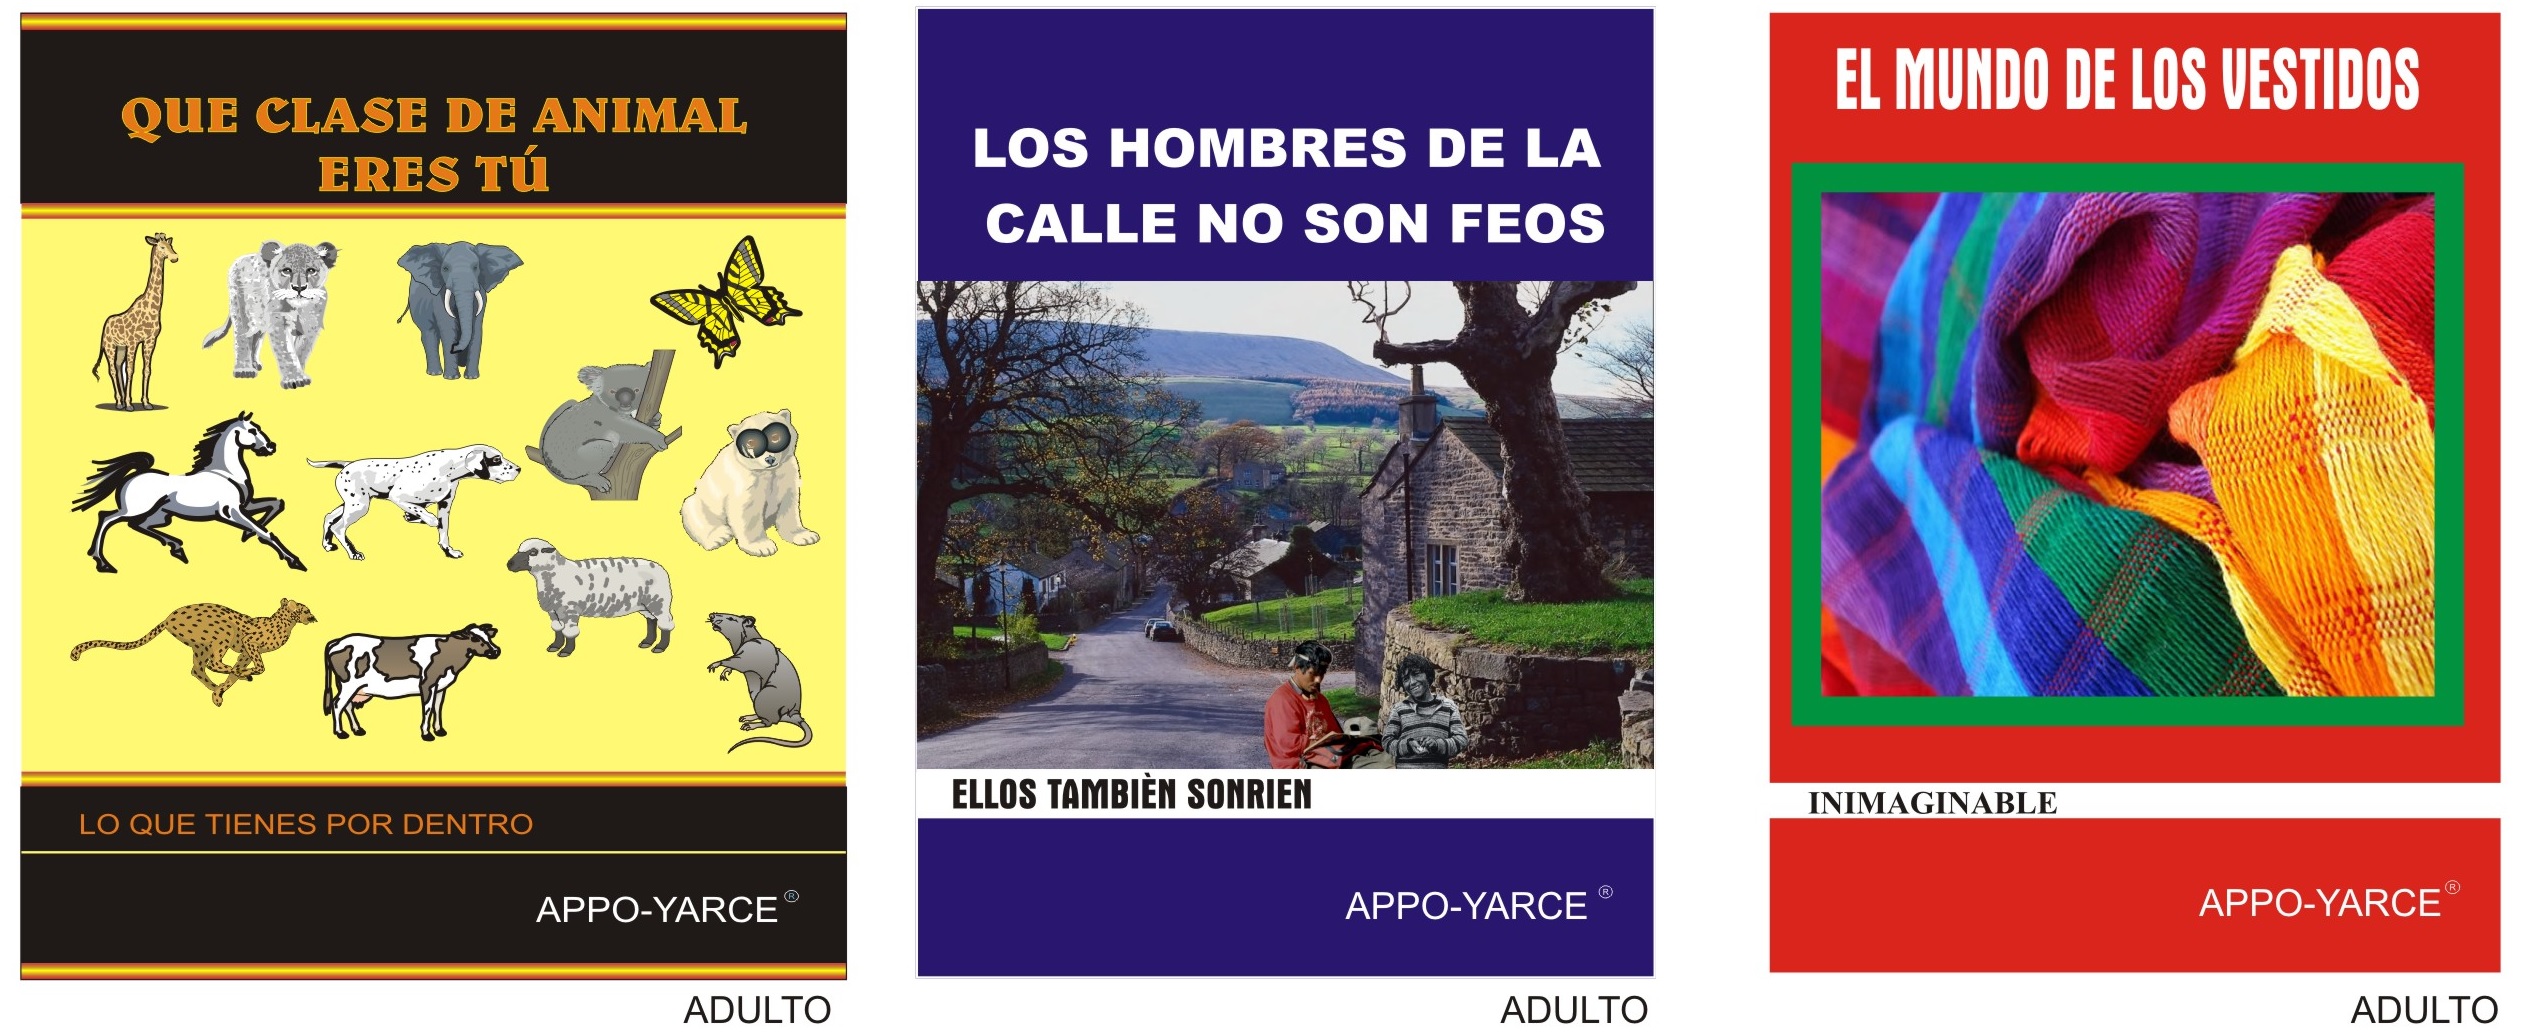 QUE CLASE DE ANIMAL
ERES TÚ
LO QUE TIENES POR DENTRO
APPO-YARCE ®
ADULTO
LOS HOMBRES DE LA
CALLE NO SON FEOS
ELLOS TAMBIÈN SONRIEN
APPO-YARCE ®
ADULTO
EL MUNDO DE LOS VESTIDOS
INIMAGINABLE
APPO-YARCE ®
ADULTO